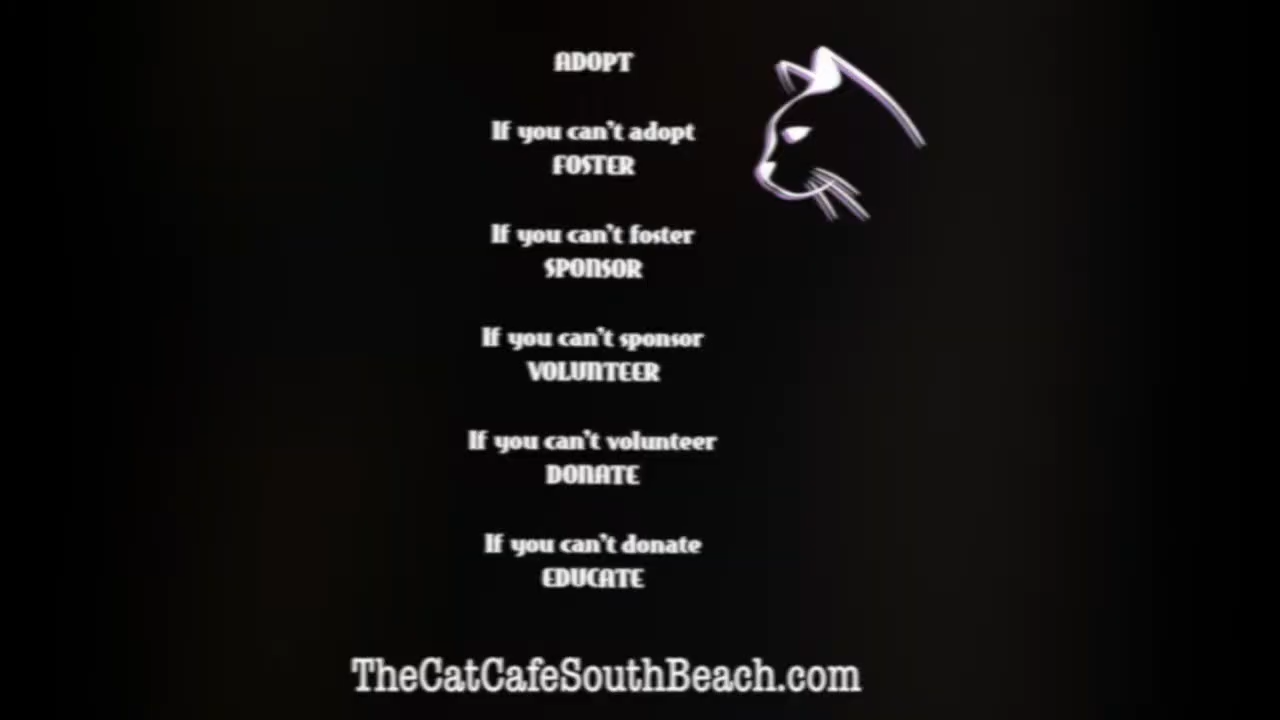 ADOPT
If you can't adopt
FOSTER
If you can't foster
SPONSOR
If you can't sponsor
VOLUNTEER
If you can't volunteer
DONATE
If you can't donate
EDUCATE
TheCatCafeSouthBeach.com